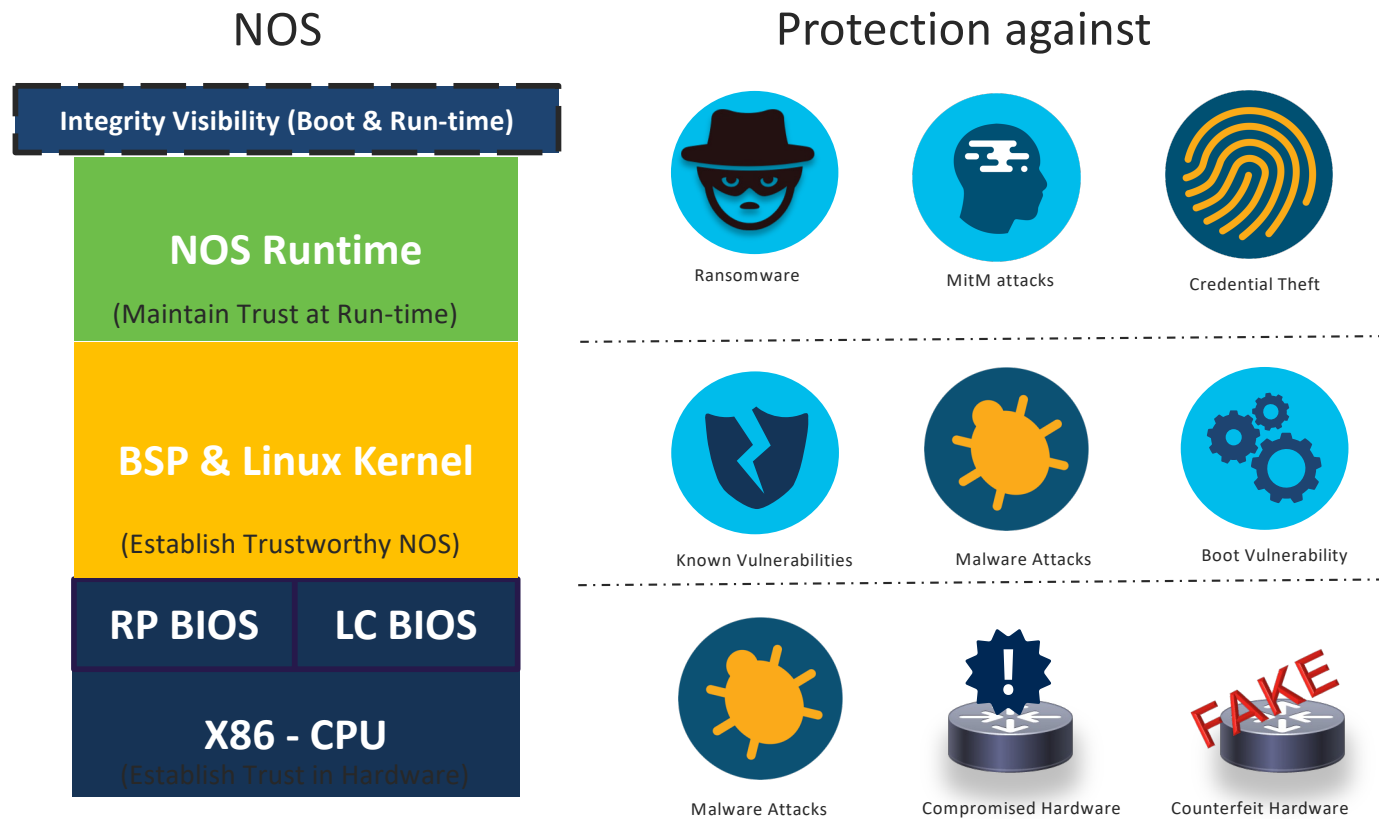 NOS
Protection against
Integrity Visibility (Boot & Run-time)
NOS Runtime
(Maintain Trust at Run-time)
Ransomware
MitM attacks
Credential Theft
BSP & Linux Kernel
(Establish Trustworthy NOS)
Known Vulnerabilities
Malware Attacks
Boot Vulnerability
RP BIOS
LC BIOS
X86 - CPU
(Establish Trust in Hardware)
FAKE
!
Malware Attacks
Compromised Hardware
Counterfeit Hardware